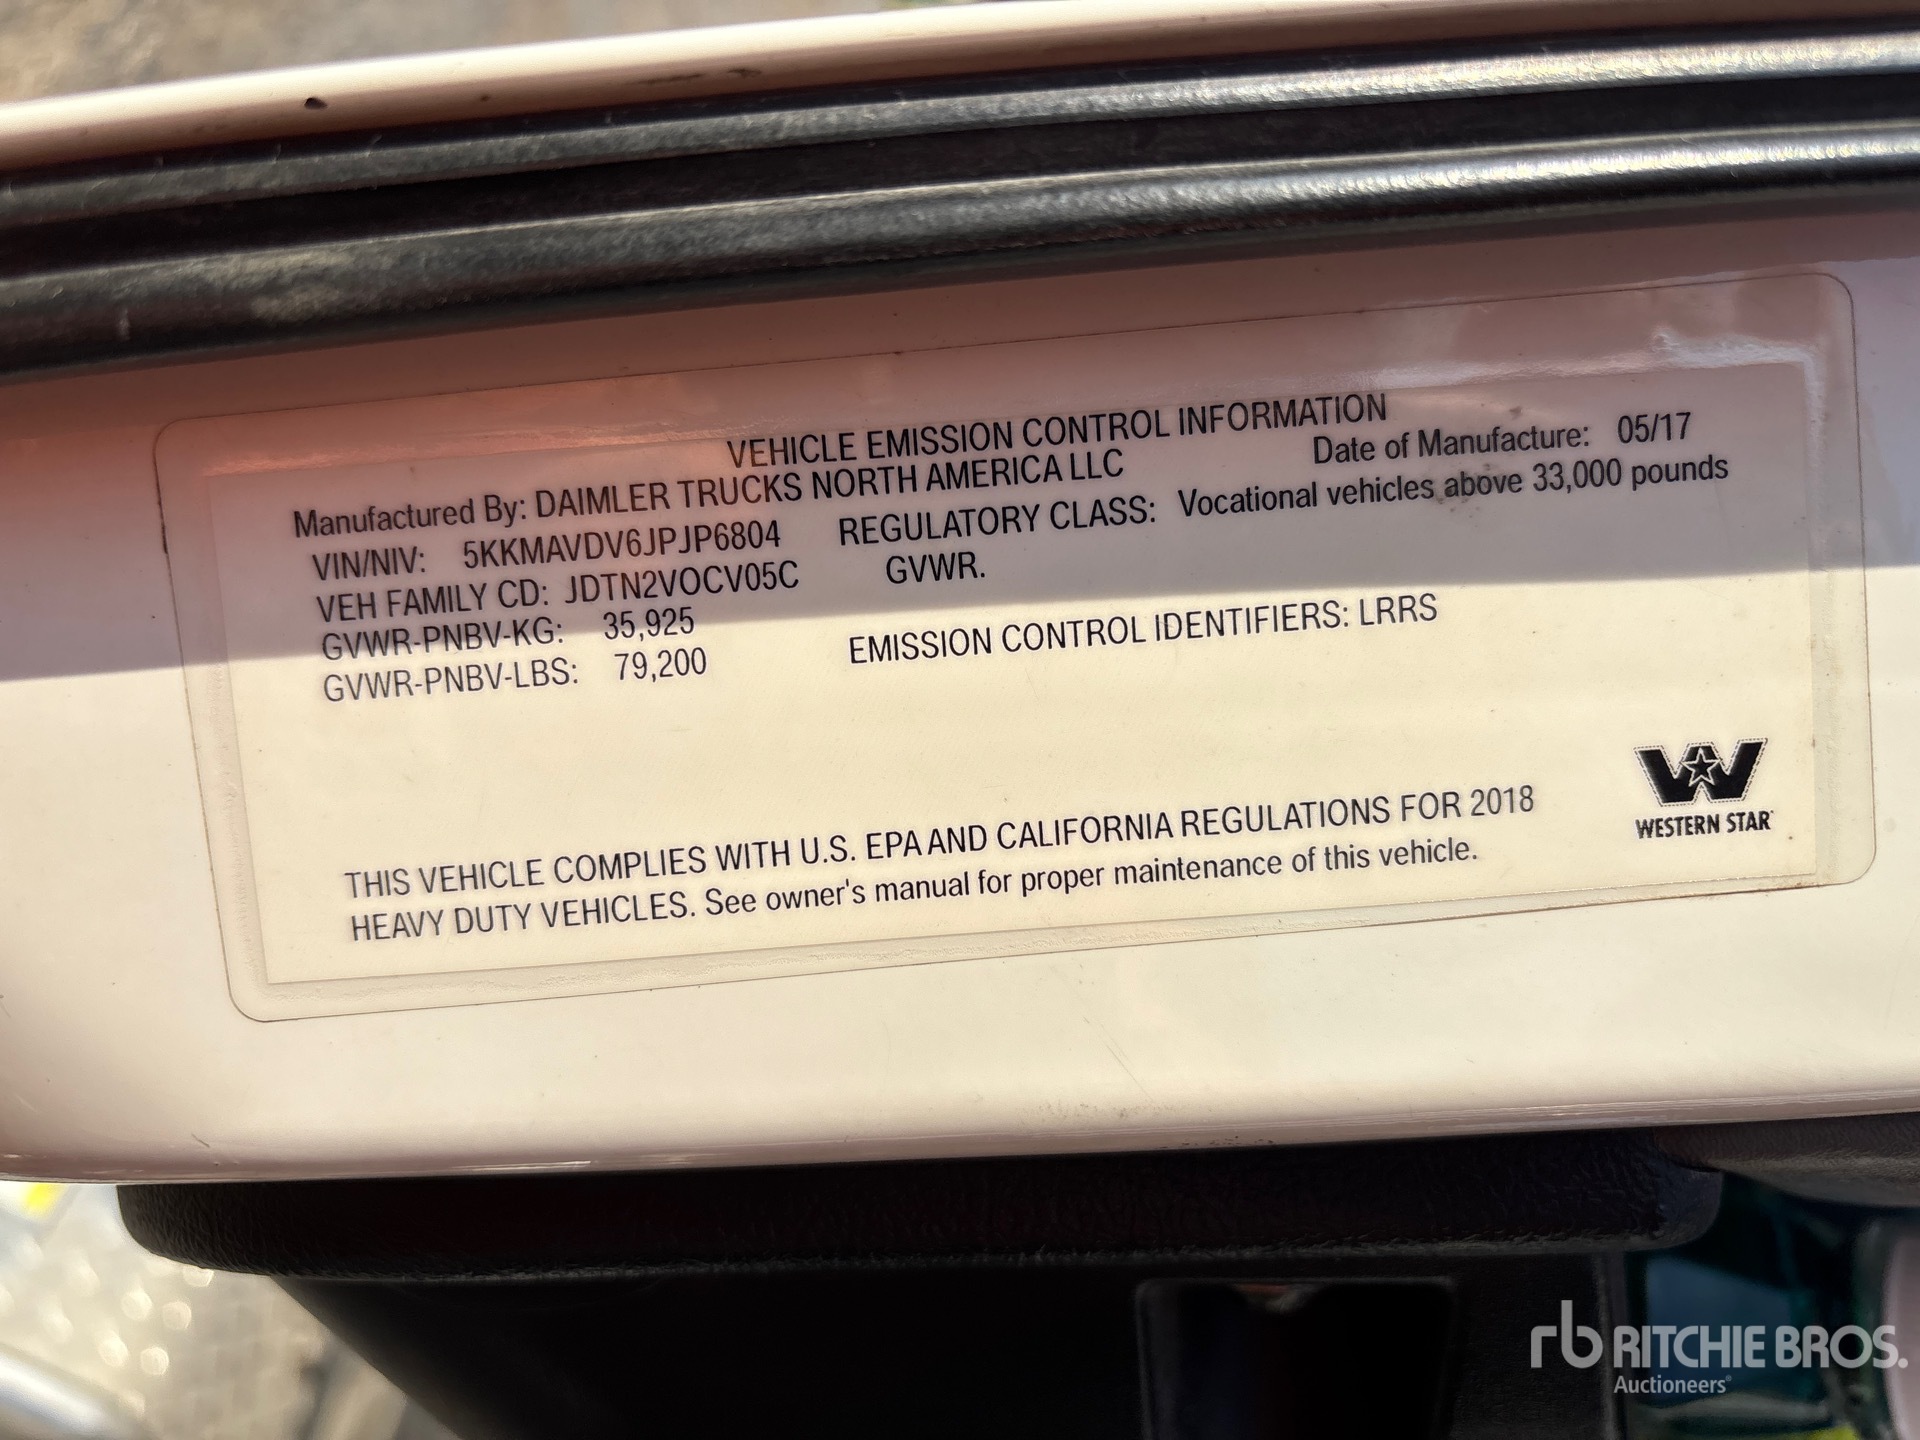 VEHICLE EMISSION CONTROL INFORMATION
Manufactured By: DAIMLER TRUCKS NORTH AMERICA LLC Date of Manufacture: 05/17
VIN/NIV: 5KKMAVDV6JPJP6804 REGULATORY CLASS: Vocational vehicles above 33,000 pounds
VEH FAMILY CD: JDTN2VOCV05C GVWR.
GVWR-PNBV-KG: 35,925
GVWR-PNBV-LBS: 79,200 EMISSION CONTROL IDENTIFIERS: LRRS
THIS VEHICLE COMPLIES WITH U.S. EPA AND CALIFORNIA REGULATIONS FOR 2018
HEAVY DUTY VEHICLES. See owner's manual for proper maintenance of this vehicle.
WESTERN STAR
rb RITCHIE BROS.
Auctioneers®